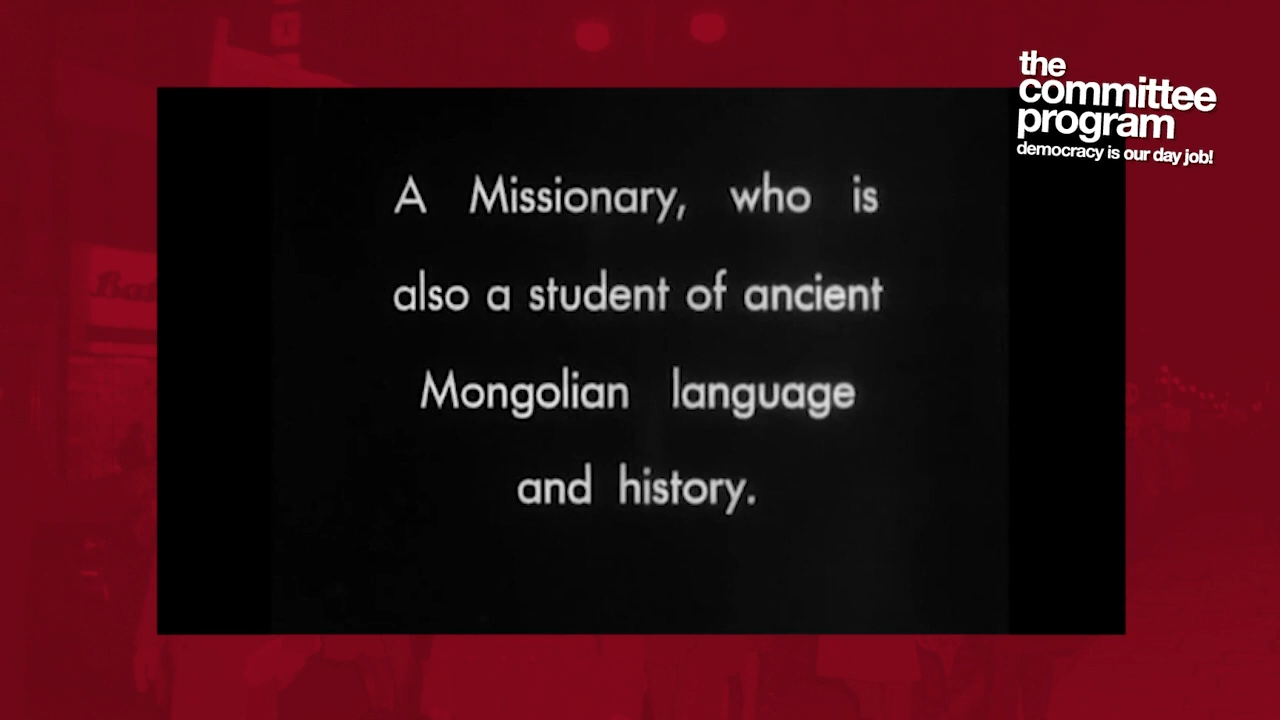 the
committee
program
democracy is our day job!
A Missionary, who is
also a student of ancient
Mongolian language
and history.